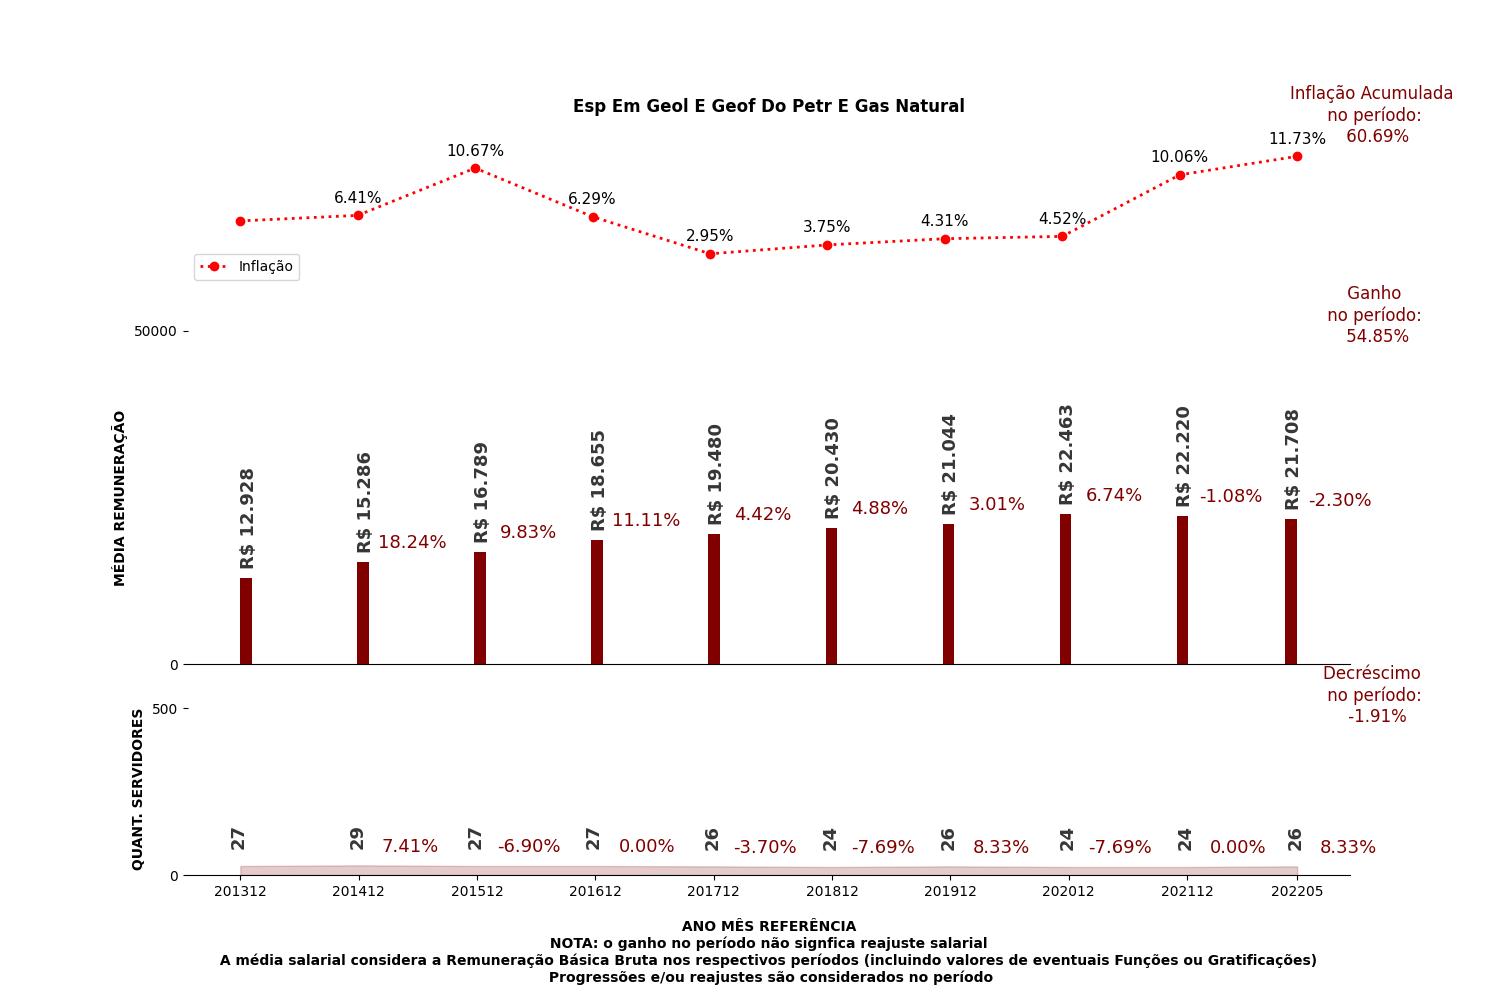 Esp Em Geol E Geof Do Petr E Gas Natural
Inflação Acumulada
no período:
60.69%
6.41%
10.67%
6.29%
2.95%
3.75%
4.31%
4.52%
10.06%
11.73%
Inflação
Ganho
no período:
54.85%
MÉDIA REMUNERAÇÃO
50000
0
R$ 12.928
R$ 15.286
18.24%
R$ 16.789
9.83%
R$ 18.655
11.11%
R$ 19.480
4.42%
R$ 20.430
4.88%
R$ 21.044
3.01%
R$ 22.463
6.74%
R$ 22.220
-1.08%
R$ 21.708
-2.30%
Decréscimo
no período:
-1.91%
QUANT. SERVIDORES
500
0
27
29
7.41%
27
-6.90%
27
0.00%
26
-3.70%
24
-7.69%
26
8.33%
24
-7.69%
24
0.00%
26
8.33%
201312
201412
201512
201612
201712
201812
201912
202012
202112
202205
ANO MÊS REFERÊNCIA
NOTA: o ganho no período não signfica reajuste salarial
A média salarial considera a Remuneração Básica Bruta nos respectivos períodos (incluindo valores de eventuais Funções ou Gratificações)
Progressões e/ou reajustes são considerados no período